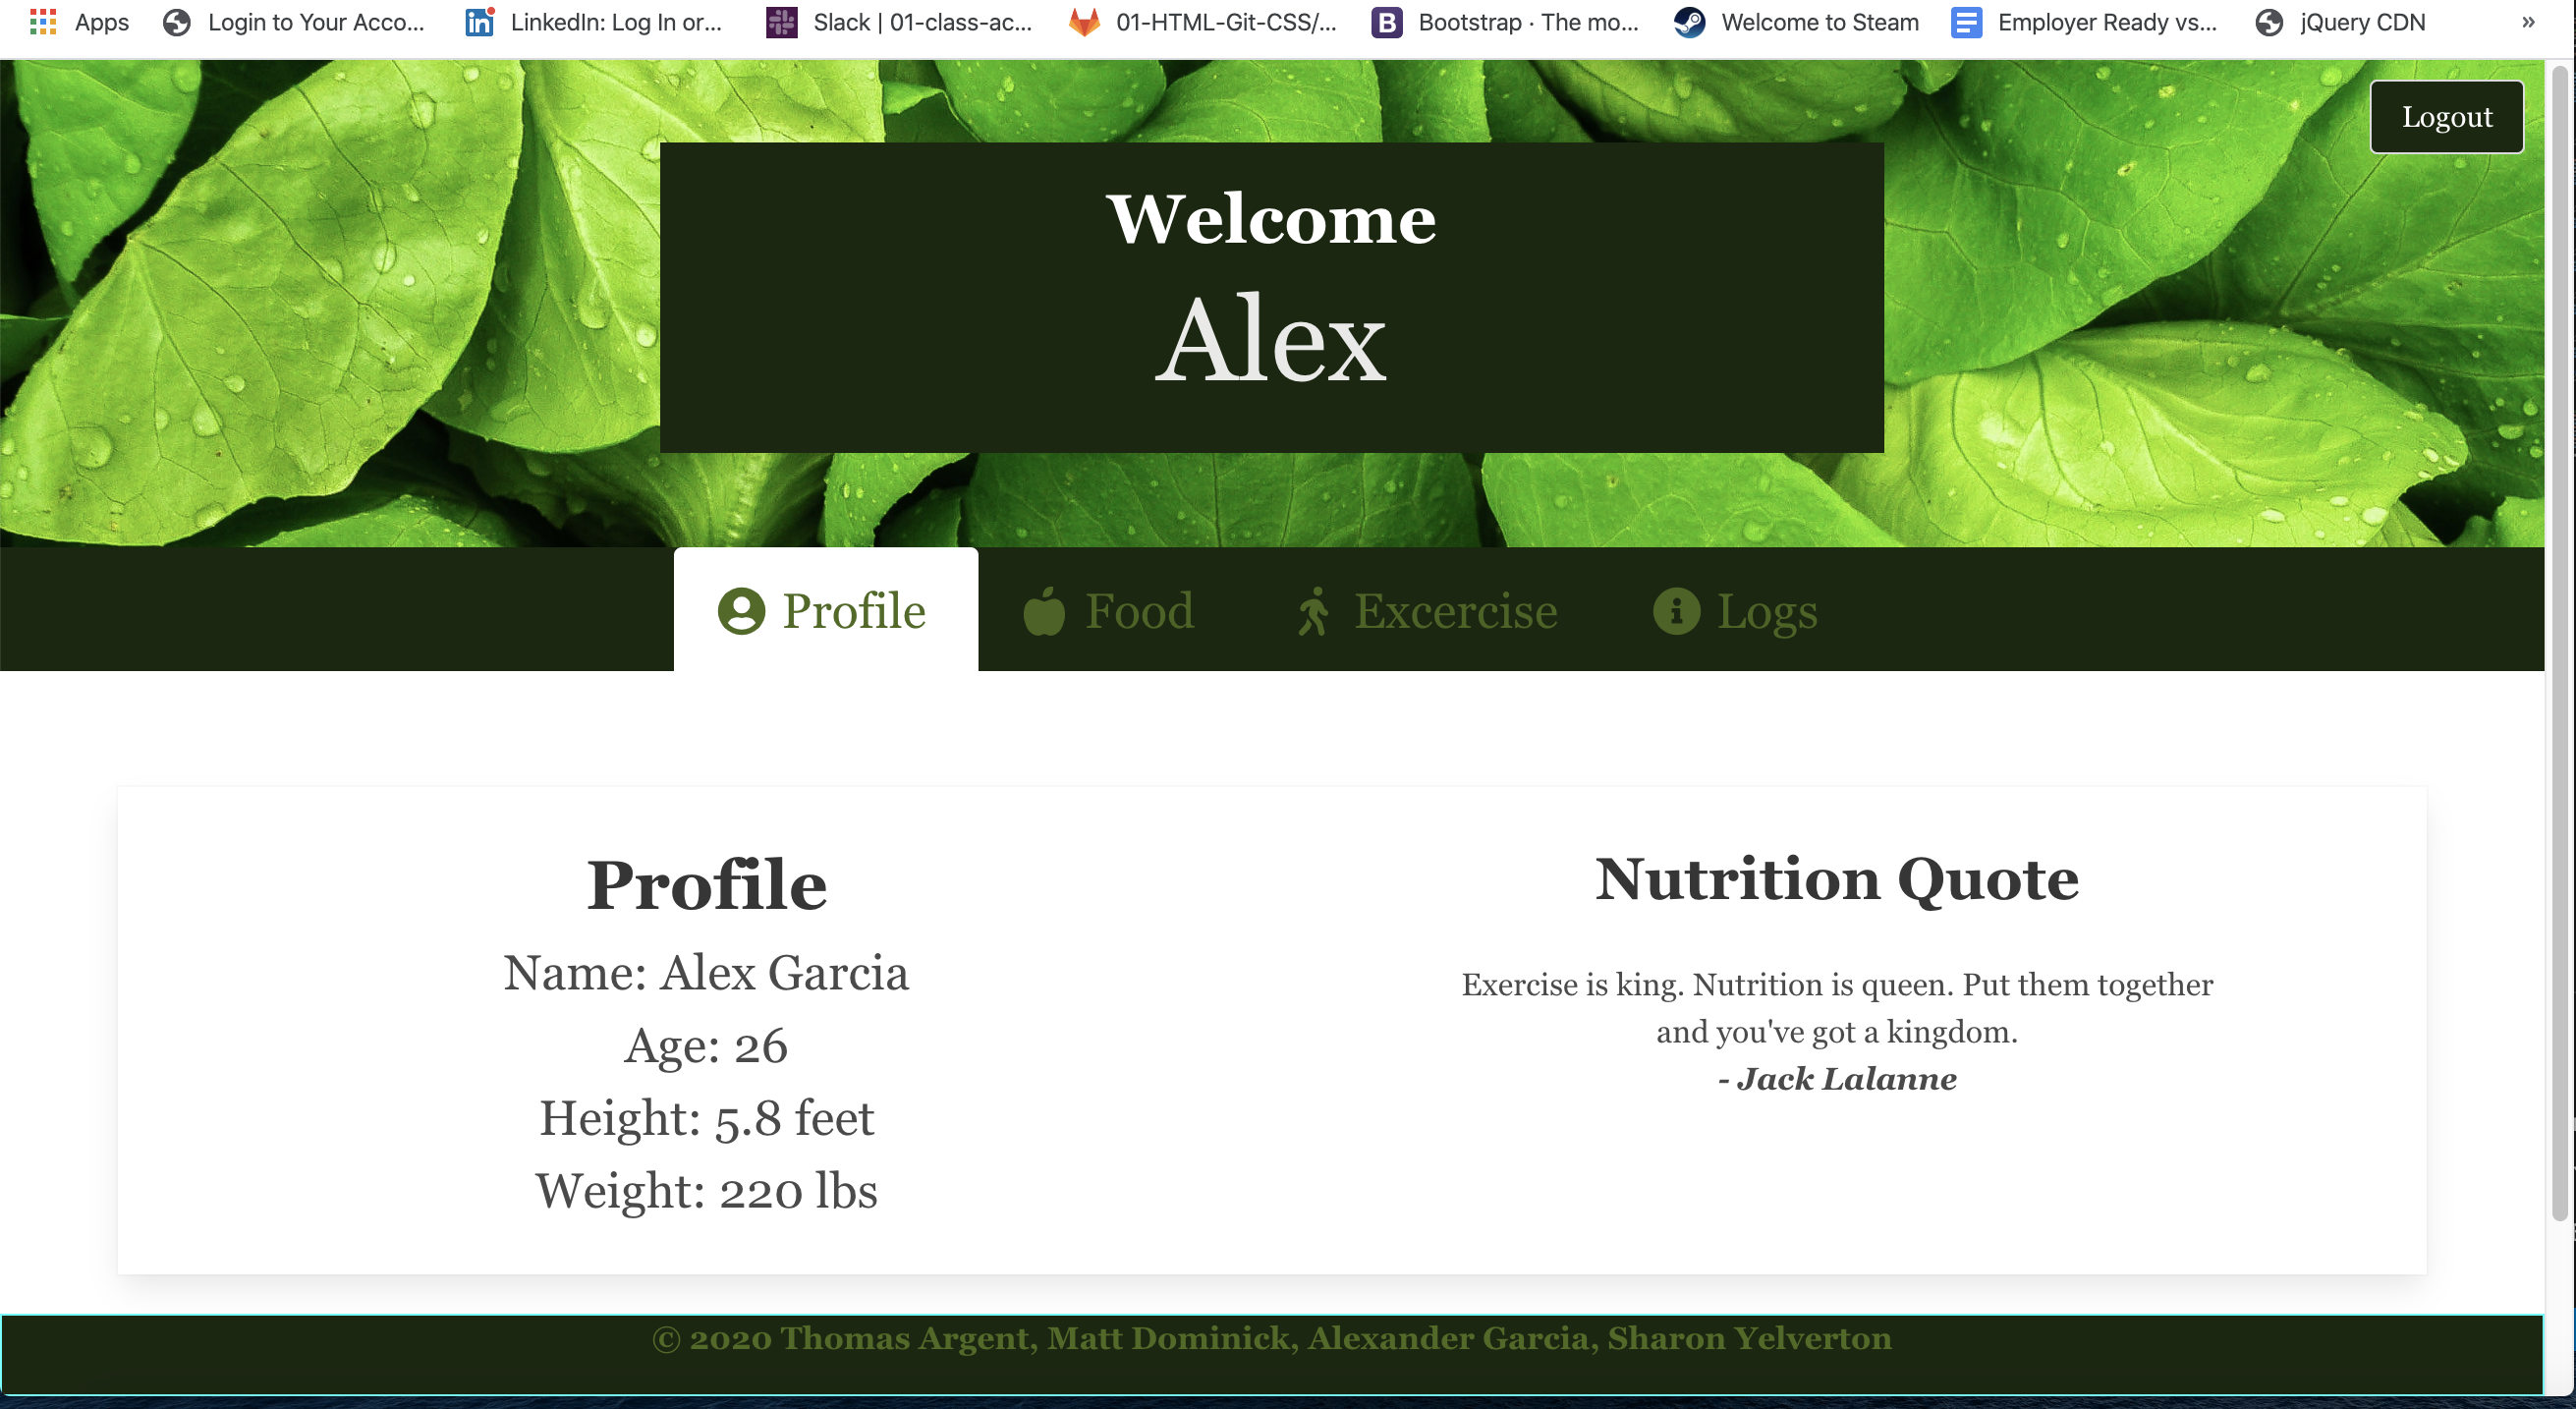 Apps Login to Your Acco... LinkedIn: Log In or... Slack | 01-class-ac... 01-HTML-Git-CSS/... B Bootstrap · The mo... Welcome to Steam Employer Ready vs... jQuery CDN »
Logout
Welcome
Alex
Profile Food Excercise Logs
Profile
Name: Alex Garcia
Age: 26
Height: 5.8 feet
Weight: 220 lbs
Nutrition Quote
Exercise is king. Nutrition is queen. Put them together
and you've got a kingdom.
- Jack Lalanne
© 2020 Thomas Argent, Matt Dominick, Alexander Garcia, Sharon Yelverton